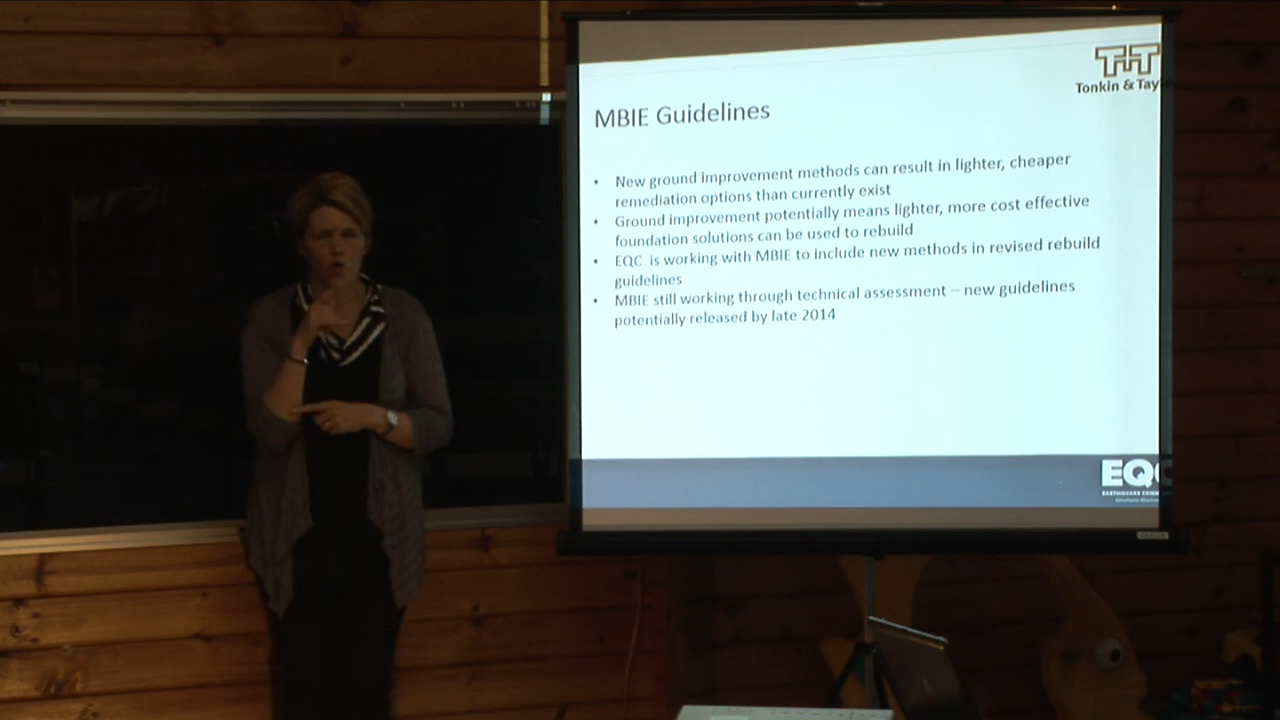 Tonkin & Tay
MBIE Guidelines
• New ground improvement methods can result in lighter, cheaper
remediation options than currently exist
• Ground improvement potentially means lighter, more cost effective
foundation solutions can be used to rebuild
• EQC is working with MBIE to include new methods in revised rebuild
guidelines
• MBIE still working through technical assessment – new guidelines
potentially released by late 2014
EQC
EARTHQUAKE COMM